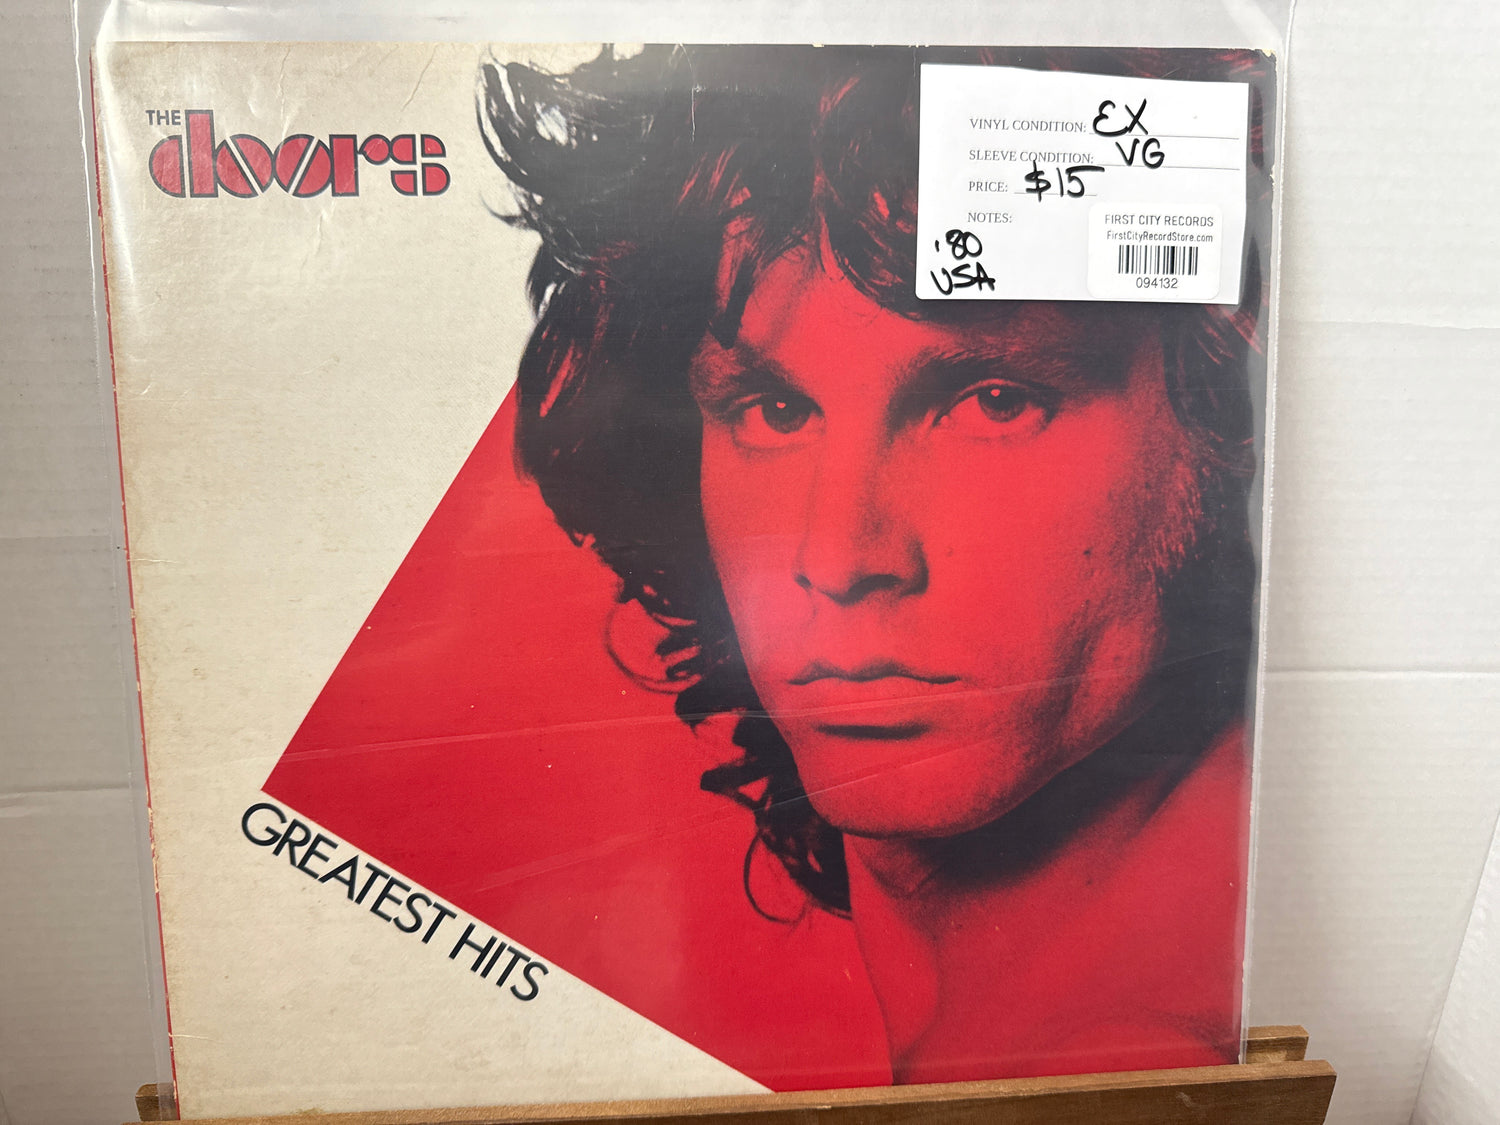 THE
doors
GREATEST HITS
VINYL CONDITION: EX
SLEEVE CONDITION: VG
PRICE: $15
NOTES:
'80
USA
FIRST CITY RECORDS
FirstCityRecordStore.com
094132